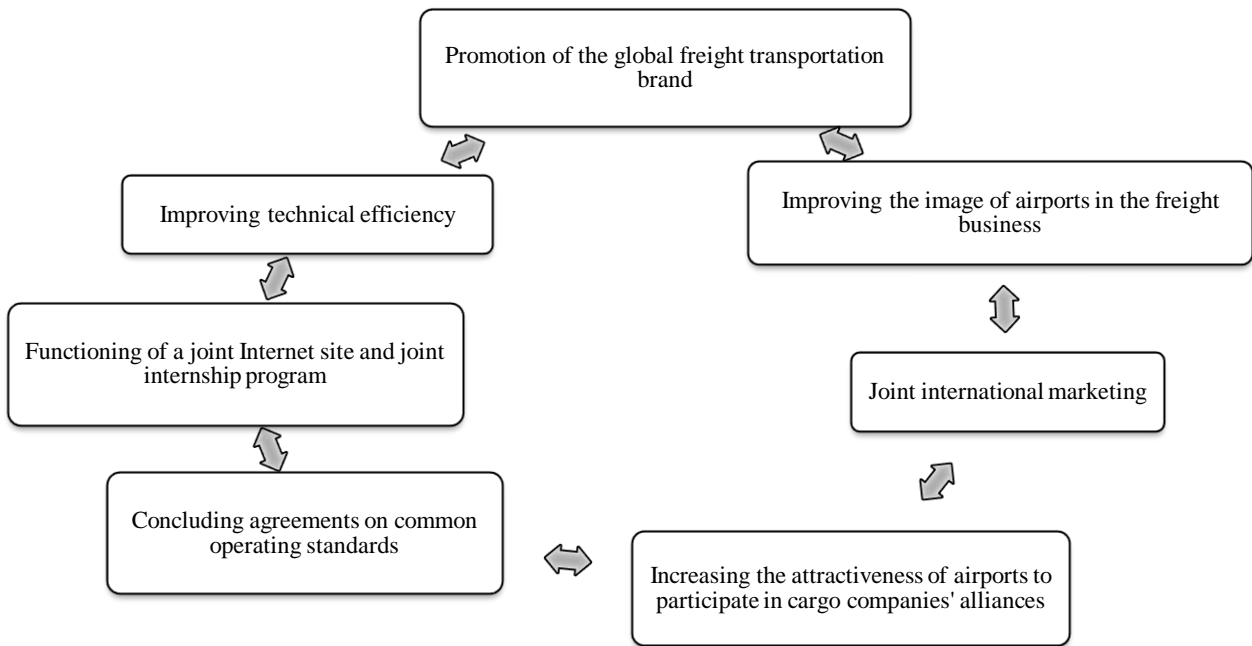 Promotion of the global freight transportation
brand
Improving technical efficiency
Improving the image of airports in the freight
business
Functioning of a joint Internet site and joint
internship program
Joint international marketing
Concluding agreements on common
operating standards
Increasing the attractiveness of airports to
participate in cargo companies' alliances